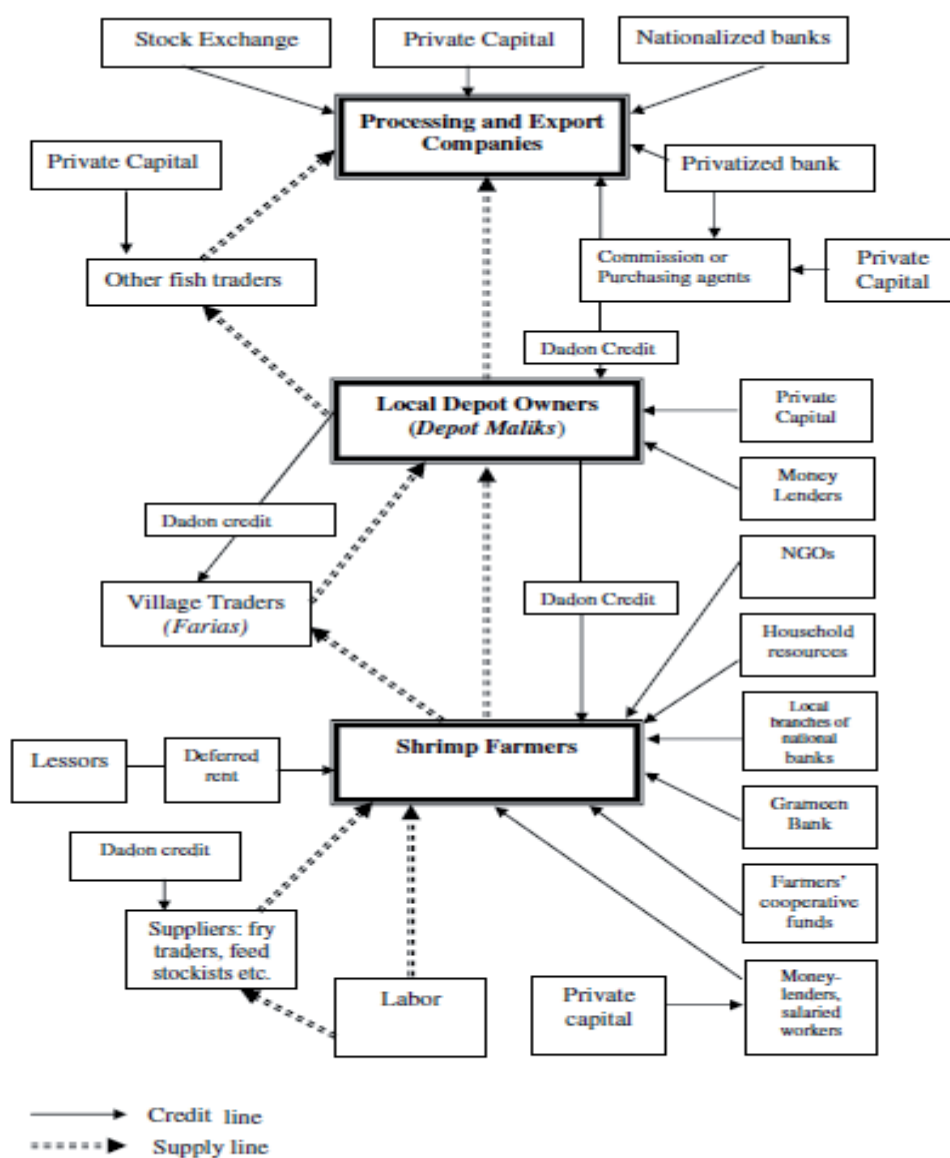 Stock Exchange
Private Capital
Nationalized banks
Processing and Export
Companies
Private Capital
Privatized bank
Other fish traders
Commission or
Purchasing agents
Private
Capital
Dadon Credit
Local Depot Owners
(Depot Maliks)
Private
Capital
Money
Lenders
Dadon credit
NGOs
Village Traders
(Farias)
Dadon Credit
Household
resources
Local
branches of
national
banks
Shrimp Farmers
Lessors
Deferred
rent
Grameen
Bank
Dadon credit
Farmers'
cooperative
funds
Suppliers: fry
traders, feed
stockists etc.
Labor
Private
capital
Money-
lenders,
salaried
workers
Credit line
Supply line